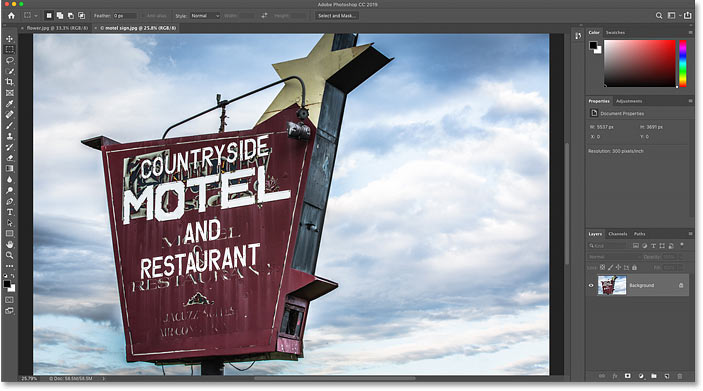 Adobe Photoshop CC 2019
Feather: 0 px Anti-alias Style: Normal Width: Height: Select and Mask...
× flower.jpg @ 33.3% (RGB/8) × © motel sign.jpg @ 25.8% (RGB/8)
COUNTRYSIDE
MOTEL
AND
MOTEL
RESTAURANT
RESTAURANT
Color Swatches
Properties Adjustments
Document Properties
W: 5537 px H: 3691 px
X: 0 Y: 0
Resolution: 300 pixels/inch
Layers Channels Paths
Kind
Normal Opacity:
Lock: Fill:
Background
25.79% Doc: 58.5M/58.5M